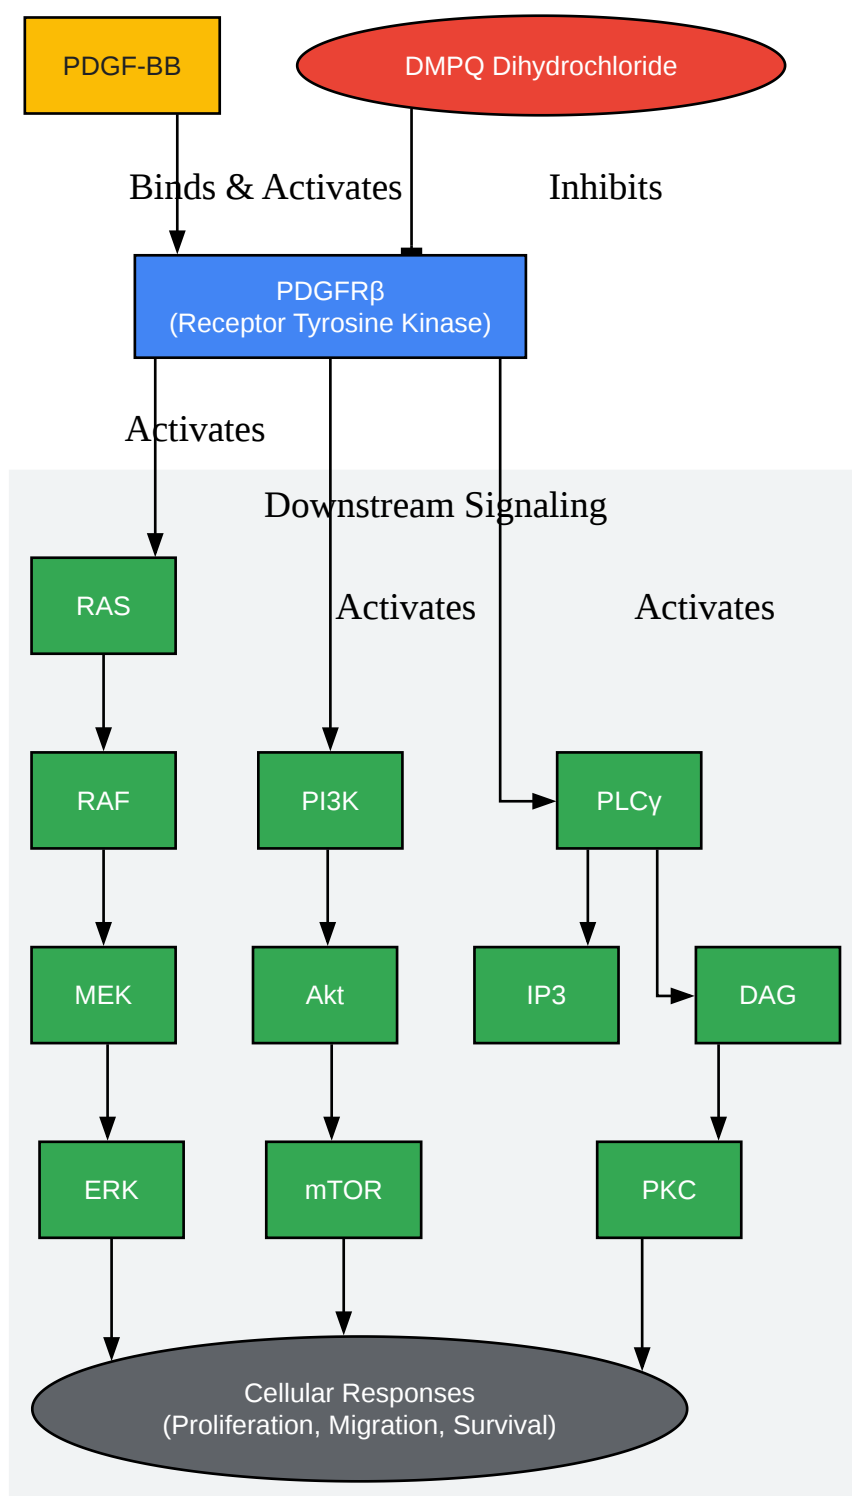 PDGF-BB
DMPQ Dihydrochloride
Binds & Activates
Inhibits
PDGFRβ
(Receptor Tyrosine Kinase)
Activates
Downstream Signaling
RAS
Activates
Activates
RAF
PI3K
PLCγ
MEK
Akt
IP3
DAG
ERK
mTOR
PKC
Cellular Responses
(Proliferation, Migration, Survival)